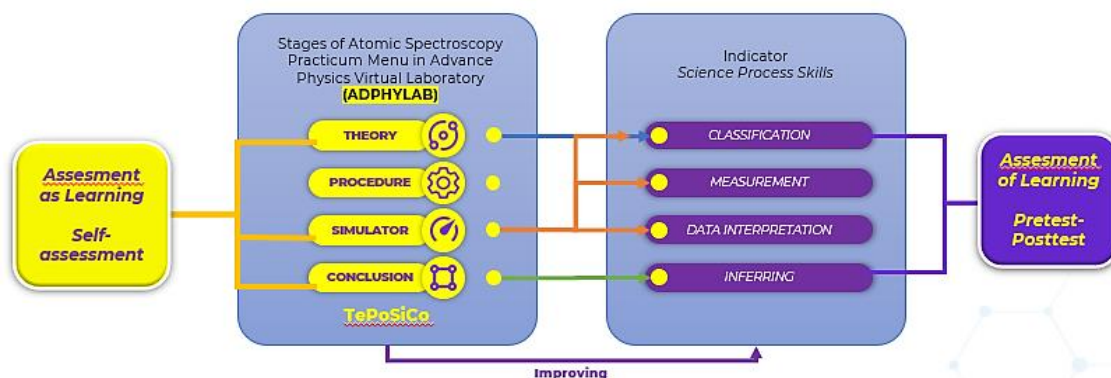 Stages of Atomic Spectroscopy
Practicum Menu in Advance
Physics Virtual Laboratory
(ADPHYLAB)
THEORY
PROCEDURE
SIMULATOR
CONCLUSION
TePoSiCo
Indicator
Science Process Skills
CLASSIFICATION
MEASUREMENT
DATA INTERPRETATION
INFERRING
Assesment
as Learning
Self-
assessment
Assesment
of Learning
Pretest-
Posttest
Improving